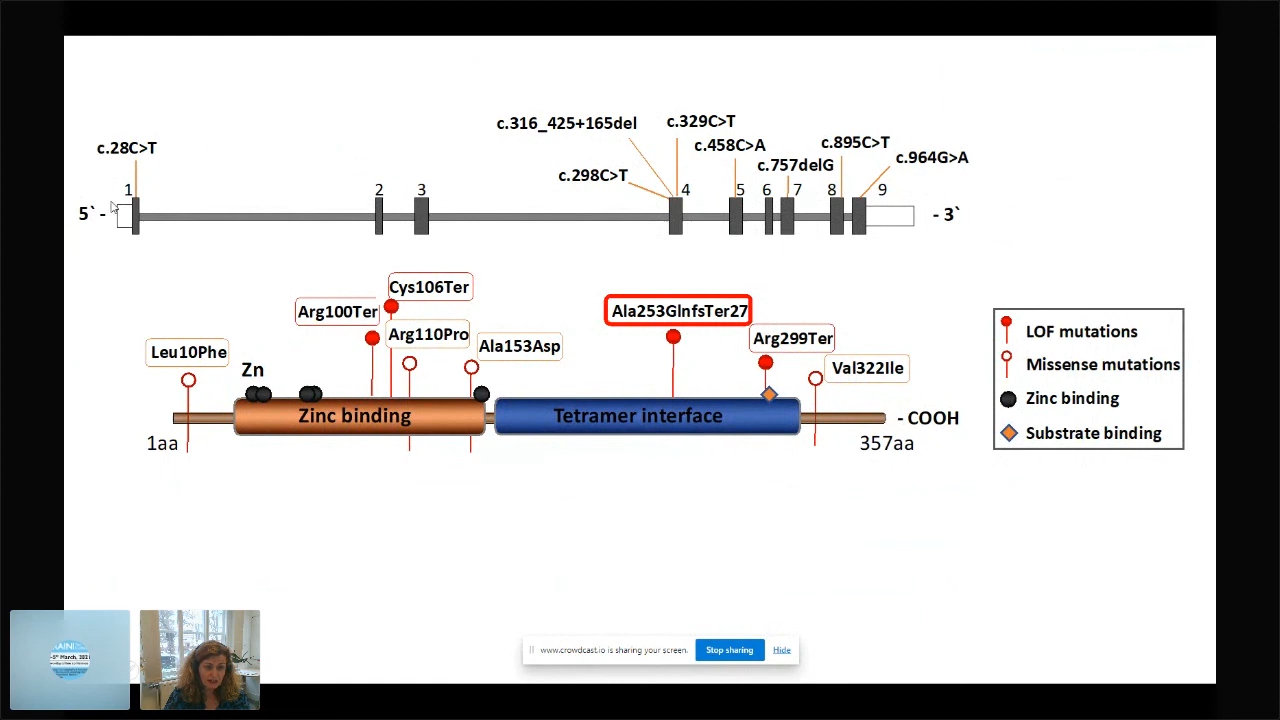 c.316_425+165del
c.329C>T
c.28C>T
c.458C>A
c.895C>T
c.964G>A
c.757delG
c.298C>T
1 2 3 4 5 6 7 8 9
5` -
- 3`
Cys106Ter
Arg100Ter
Ala253GlnfsTer27
Arg110Pro
Arg299Ter
Leu10Phe
Ala153Asp
Val322Ile
Zn
Zinc binding
Tetramer interface
- COOH
1aa
357aa
LOF mutations
Missense mutations
Zinc binding
Substrate binding
www.crowdcast.io is sharing your screen.
Stop sharing
Hide